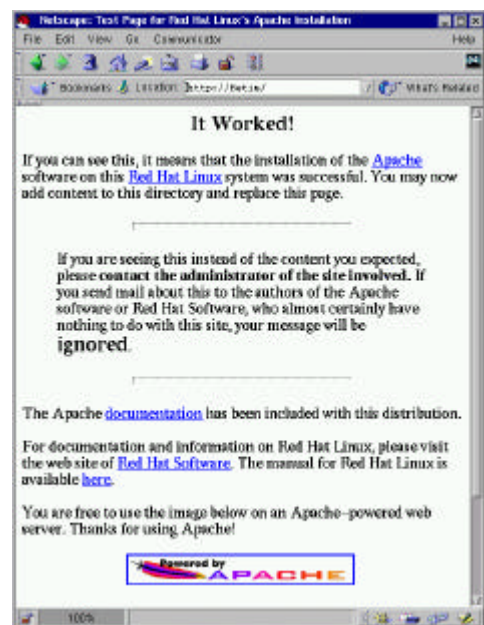 Netscape: Test Page for Red Hat Linux's Apache Installation
File Edit View Go Communicator Help
Bookmarks Location: What's Related
It Worked!
If you can see this, it means that the installation of the Apache
software on this Red Hat Linux system was successful. You may now
add content to this directory and replace this page.
If you are seeing this instead of the content you expected,
please contact the administrator of the site involved. If
you send mail about this to the authors of the Apache
software or Red Hat Software, who almost certainly have
nothing to do with this site, your message will be
ignored.
The Apache documentation has been included with this distribution.
For documentation and information on Red Hat Linux, please visit
the web site of Red Hat Software. The manual for Red Hat Linux is
available here.
You are free to use the image below on an Apache-powered web
server. Thanks for using Apache!
Powered by
APACHE
100%